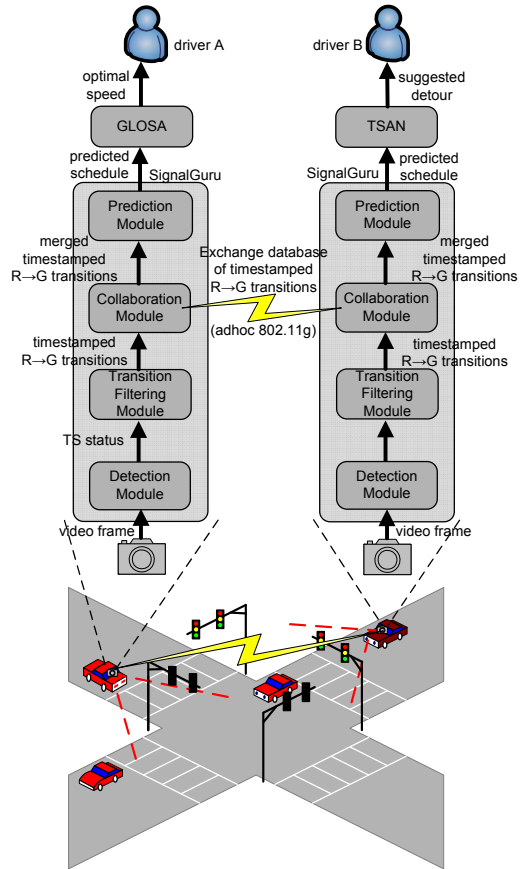 driver A
driver B
optimal
speed
suggested
detour
GLOSA
TSAN
predicted
schedule
SignalGuru
predicted
schedule
SignalGuru
Prediction
Module
Prediction
Module
merged
timestamped
R→G transitions
Exchange database
of timestamped
R→G transitions
merged
timestamped
R→G transitions
Collaboration
Module
(adhoc 802.11g)
Collaboration
Module
timestamped
R→G transitions
timestamped
R→G transitions
Transition
Filtering
Module
Transition
Filtering
Module
TS status
Detection
Module
Detection
Module
video frame
video frame